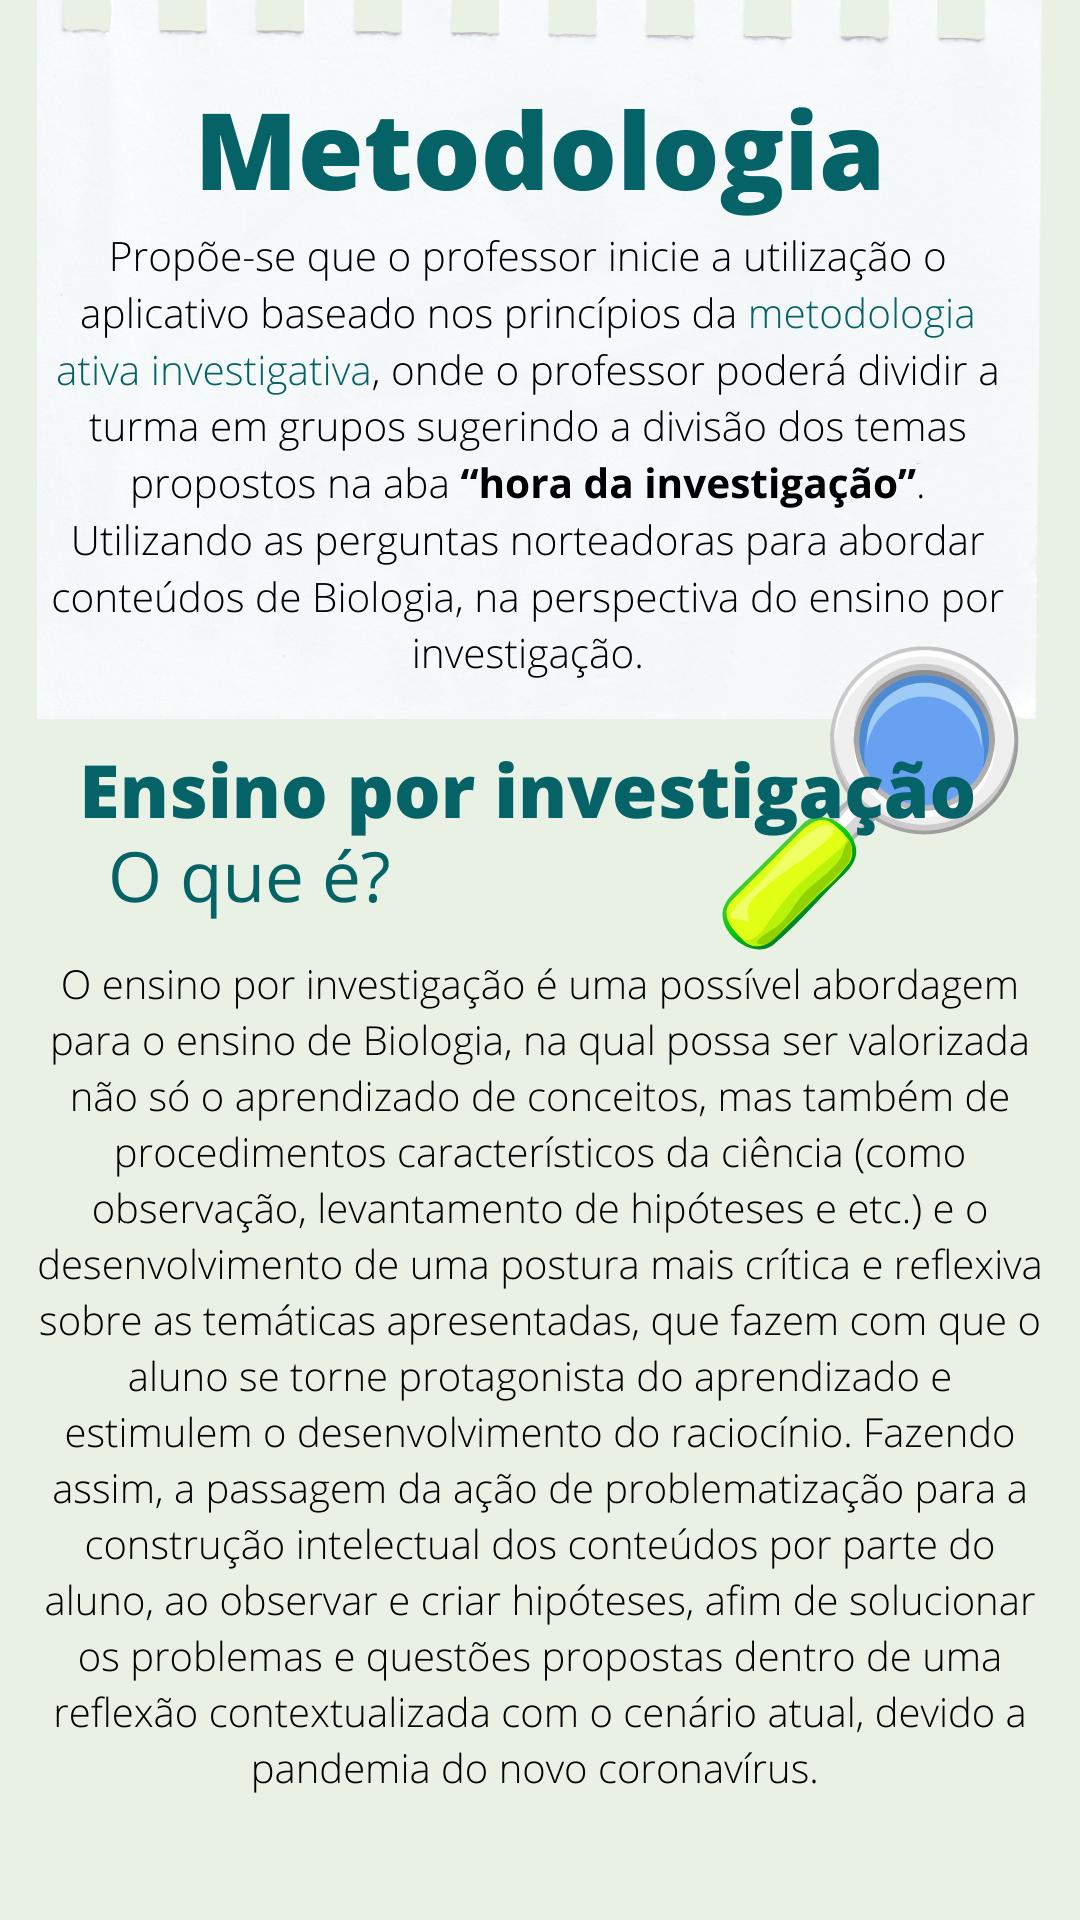 Metodologia
Propõe-se que o professor inicie a utilização o
aplicativo baseado nos princípios da metodologia
ativa investigativa, onde o professor poderá dividir a
turma em grupos sugerindo a divisão dos temas
propostos na aba “hora da investigação”.
Utilizando as perguntas norteadoras para abordar
conteúdos de Biologia, na perspectiva do ensino por
investigação.
Ensino por investigação
O que é?
O ensino por investigação é uma possível abordagem
para o ensino de Biologia, na qual possa ser valorizada
não só o aprendizado de conceitos, mas também de
procedimentos característicos da ciência (como
observação, levantamento de hipóteses e etc.) e o
desenvolvimento de uma postura mais crítica e reflexiva
sobre as temáticas apresentadas, que fazem com que o
aluno se torne protagonista do aprendizado e
estimulem o desenvolvimento do raciocínio. Fazendo
assim, a passagem da ação de problematização para a
construção intelectual dos conteúdos por parte do
aluno, ao observar e criar hipóteses, afim de solucionar
os problemas e questões propostas dentro de uma
reflexão contextualizada com o cenário atual, devido a
pandemia do novo coronavírus.